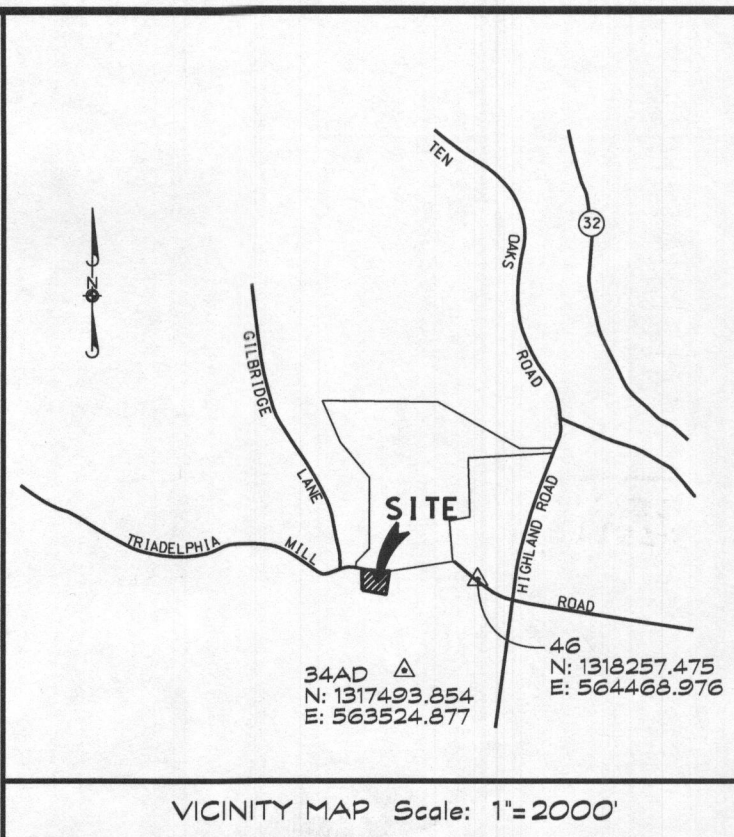 TEN
OAKS
ROAD
32
N
GILBRIDGE
LANE
SITE
HIGHLAND ROAD
TRIADELPHIA
MILL
ROAD
46
N: 1318257.475
E: 564468.976
34AD
N: 1317493.854
E: 563524.877
VICINITY MAP Scale: 1"=2000'